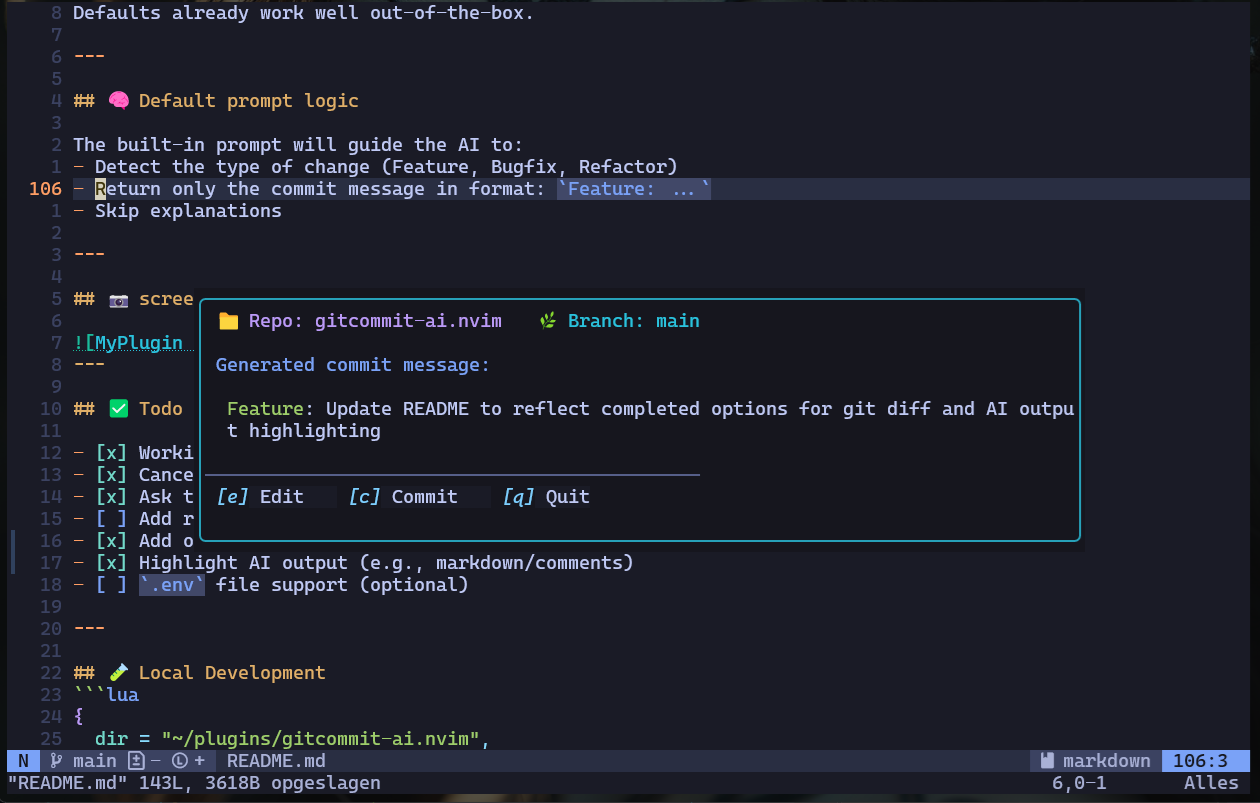 8 Defaults already work well out-of-the-box.
7
6 ---
5
4 ## 🧠 Default prompt logic
3
2 The built-in prompt will guide the AI to:
1 - Detect the type of change (Feature, Bugfix, Refactor)
106 - Return only the commit message in format: `Feature: ...`
1 - Skip explanations
2
3 ---
4
5 ## 📷 scree
6
7 ![MyPlugin
8 ---
9
10 ## ✅ Todo
11
12 - [x] Worki
13 - [x] Cance
14 - [x] Ask t
15 - [ ] Add r
16 - [x] Add o
📁 Repo: gitcommit-ai.nvim 🌿 Branch: main
Generated commit message:
Feature: Update README to reflect completed options for git diff and AI outpu
t highlighting
[e] Edit [c] Commit [q] Quit
17 - [x] Highlight AI output (e.g., markdown/comments)
18 - [ ] `.env` file support (optional)
19
20 ---
21
22 ## 🧪 Local Development
23 ```lua
24 {
25 dir = "~/plugins/gitcommit-ai.nvim",
N main - Ⓛ + README.md markdown 106:3
"README.md" 143L, 3618B opgeslagen 6,0-1 Alles